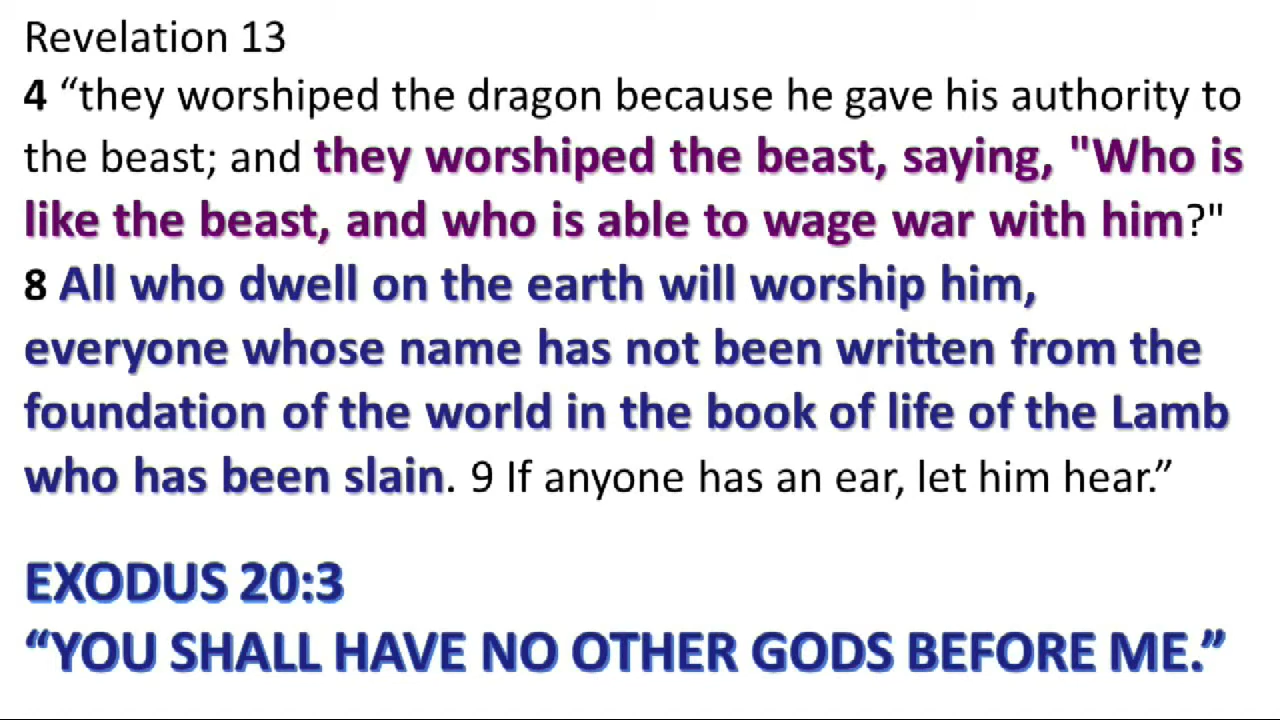 Revelation 13
4 “they worshiped the dragon because he gave his authority to
the beast; and they worshiped the beast, saying, "Who is
like the beast, and who is able to wage war with him?"
8 All who dwell on the earth will worship him,
everyone whose name has not been written from the
foundation of the world in the book of life of the Lamb
who has been slain. 9 If anyone has an ear, let him hear.”
EXODUS 20:3
“YOU SHALL HAVE NO OTHER GODS BEFORE ME.”